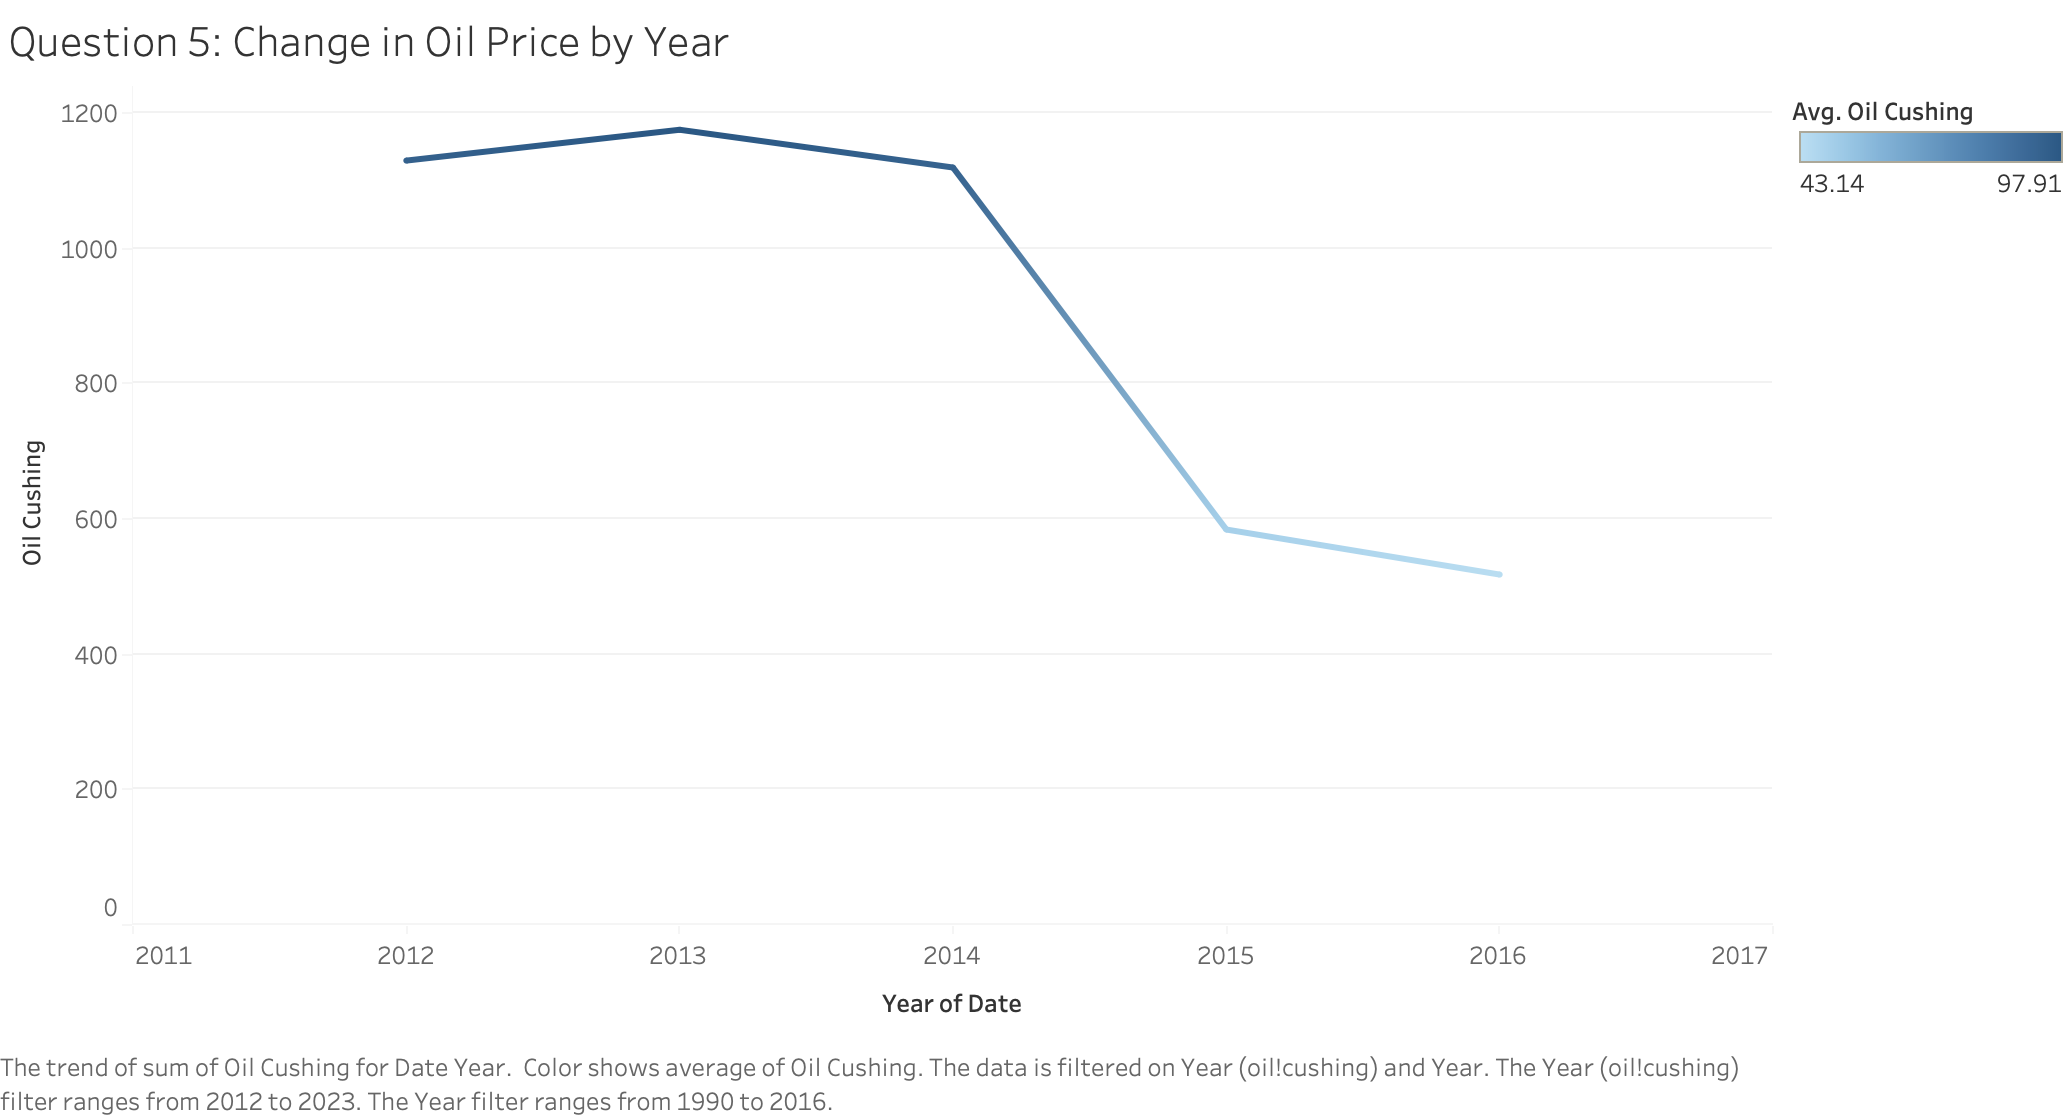 Question 5: Change in Oil Price by Year
Avg. Oil Cushing
43.14 97.91
1200
1000
800
600
400
200
0
Oil Cushing
2011 2012 2013 2014 2015 2016 2017
Year of Date
The trend of sum of Oil Cushing for Date Year.  Color shows average of Oil Cushing. The data is filtered on Year (oil!cushing) and Year. The Year (oil!cushing)
filter ranges from 2012 to 2023. The Year filter ranges from 1990 to 2016.